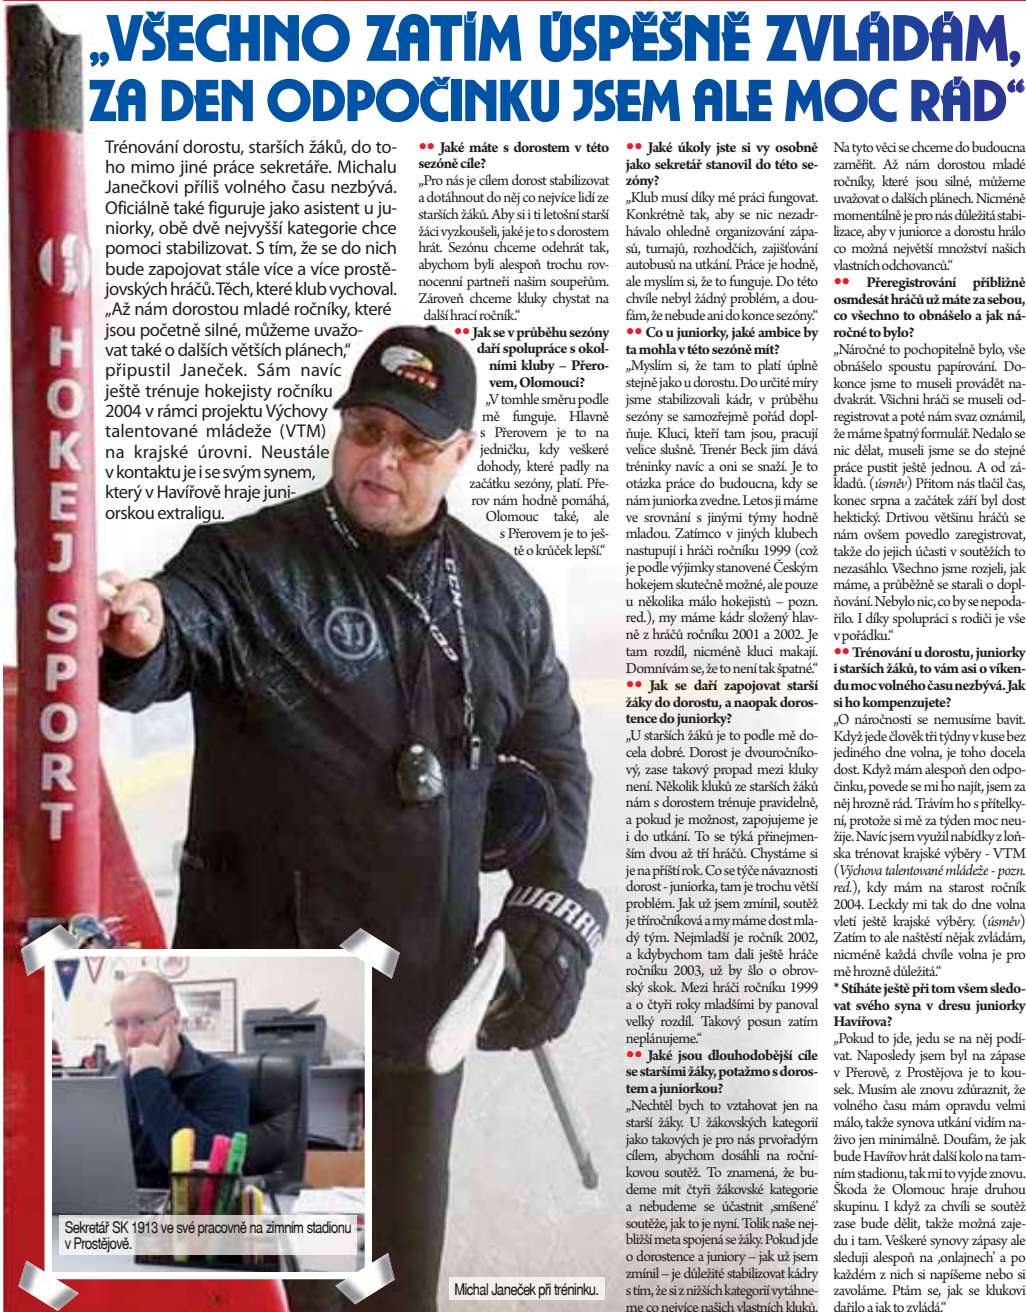 „VŠECHNO ZATÍM ÚSPĚŠNĚ ZVLÁDÁM,
ZA DEN ODPOČINKU JSEM ALE MOC RÁD“
Trénování dorostu, starších žáků, do to-
ho mimo jiné práce sekretáře. Michalu
Janečkovi příliš volného času nezbývá.
Oficiálně také figuruje jako asistent u ju-
niorky, obě dvě nejvyšší kategorie chce
pomoci stabilizovat. S tím, že se do nich
bude zapojovat stále více a více prostě-
jovských hráčů. Těch, které klub vychoval.
„Až nám dorostou mladé ročníky, které
jsou početně silné, můžeme uvažo-
vat také o dalších větších plánech,“
připustil Janeček. Sám navíc
ještě trénuje hokejisty ročníku
2004 v rámci projektu Výchovy
talentované mládeže (VTM)
na krajské úrovni. Neustále
v kontaktu je i se svým synem,
který v Havířově hraje juni-
orskou extraligu.
•• Jaké máte s dorostem v této
sezóně cíle?
„Pro nás je cílem dorost stabilizovat
a dotáhnout do něj co nejvíce lidí ze
starších žáků. Aby si i ti letošní starší
žáci vyzkoušeli, jaké je to s dorostem
hrát. Sezónu chceme odehrát tak,
abychom byli alespoň trochu rov-
nocenní partneři našim soupeřům.
Zároveň chceme kluky chystat na
další hrací ročník.“
•• Jak se v průběhu sezóny
daří spolupráce s okol-
ními kluby – Přero-
vem, Olomoucí?
„V tomhle směru podle
mě funguje. Hlavně
s Přerovem je to na
jedničku, kdy veškeré
dohody, které padly na
začátku sezóny, platí. Pře-
rov nám hodně pomáhá,
Olomouc také, ale
s Přerovem je to ješ-
tě o krůček lepší.“
•• Jaké úkoly jste si vy osobně
jako sekretář stanovil do této se-
zóny?
„Klub musí díky mé práci fungovat.
Konkrétně tak, aby se nic nezadr-
hávalo ohledně organizování zápa-
sů, turnajů, rozhodčích, zajišťování
autobusů na utkání. Práce je hodně,
ale myslím si, že to funguje. Do této
chvíle nebyl žádný problém, a dou-
fám, že nebude ani do konce sezóny.“
•• Co u juniorky, jaké ambice by
ta mohla v této sezóně mít?
„Myslím si, že tam to platí úplně
stejně jako u dorostu. Do určité míry
jsme stabilizovali kádr, v průběhu
sezóny se samozřejmě pořád dopl-
ňuje. Kluci, kteří tam jsou, pracují
velice slušně. Trenér Beck jim dává
tréninky navíc a oni se snaží. Je to
otázka práce do budoucna, kdy se
nám juniorka zvedne. Letos ji máme
ve srovnání s jinými týmy hodně
mladou. Zatímco v jiných klubech
nastupují i hráči ročníku 1999 (což
je podle výjimky stanovené Českým
hokejem skutečně možné, ale pouze
u několika málo hokejistů – pozn.
red.), my máme kádr složený hlav-
ně z hráčů ročníku 2001 a 2002. Je
tam rozdíl, nicméně kluci makají.
Domnívám se, že to není tak špatné.“
•• Jak se daří zapojovat starší
žáky do dorostu, a naopak doros-
tence do juniorky?
„U starších žáků je to podle mě do-
cela dobré. Dorost je dvouročníko-
vý, zase takový propad mezi kluky
není. Několik kluků ze starších žáků
nám s dorostem trénuje pravidelně,
a pokud je možnost, zapojujeme je
i do utkání. To se týká přinejmen-
ším dvou až tří hráčů. Chystáme si
je na příští rok. Co se týče návaznosti
dorost - juniorka, tam je trochu větší
problém. Jak už jsem zmínil, soutěž
je tříročníková a my máme dost mla-
dý tým. Nejmladší je ročník 2002,
a kdybychom tam dali ještě hráče
ročníku 2003, už by šlo o obrov-
ský skok. Mezi hráči ročníku 1999
a o čtyři roky mladšími by panoval
velký rozdíl. Takový posun zatím
neplánujeme.“
•• Jaké jsou dlouhodobější cíle
se staršími žáky, potažmo s doros-
tem a juniorkou?
„Nechtěl bych to vztahovat jen na
starší žáky. U žákovských kategorií
jako takových je pro nás prvořadým
cílem, abychom dosáhli na roční-
kovou soutěž. To znamená, že bu-
deme mít čtyři žákovské kategorie
a nebudeme se účastnit ‚smíšené‘
soutěže, jak to je nyní. Tolik naše nej-
bližší meta spojená se žáky. Pokud jde
o dorostence a juniory – jak už jsem
zmínil – je důležité stabilizovat kádry
s tím, že si z nižších kategorií vytáhne-
me co nejvíce našich vlastních kluků.
Na tyto věci se chceme do budoucna
zaměřit. Až nám dorostou mladé
ročníky, které jsou silné, můžeme
uvažovat o dalších plánech. Nicméně
momentálně je pro nás důležitá stabi-
lizace, aby v juniorce a dorostu hrálo
co možná největší množství našich
vlastních odchovanců.“
•• Přeregistrování přibližně
osmdesát hráčů už máte za sebou,
co všechno to obnášelo a jak ná-
ročné to bylo?
„Náročné to pochopitelně bylo, vše
obnášelo spoustu papírování. Do-
konce jsme to museli provádět na-
dvakrát. Všichni hráči se museli od-
registrovat a poté nám svaz oznámil,
že máme špatný formulář. Nedalo se
nic dělat, museli jsme se do stejné
práce pustit ještě jednou. A od zá-
kladů. (úsměv) Přitom nás tlačil čas,
konec srpna a začátek září byl dost
hektický. Drtivou většinu hráčů se
nám ovšem povedlo zaregistrovat,
takže do jejich účasti v soutěžích to
nezasáhlo. Všechno jsme rozjeli, jak
máme, a průběžně se starali o dopl-
ňování. Nebylo nic, co by se nepoda-
řilo. I díky spolupráci s rodiči je vše
v pořádku.“
•• Trénování u dorostu, juniorky
i starších žáků, to vám asi o víken-
du moc volného času nezbývá. Jak
si ho kompenzujete?
„O náročnosti se nemusíme bavit.
Když jede člověk tři týdny v kuse bez
jediného dne volna, je toho docela
dost. Když mám alespoň den odpo-
činku, povede se mi ho najít, jsem za
něj hrozně rád. Trávím ho s přítelky-
ní, protože si mě za týden moc neu-
žije. Navíc jsem využil nabídky z loň-
ska trénovat krajské výběry - VTM
(Výchova talentované mládeže - pozn.
red.), kdy mám na starost ročník
2004. Leckdy mi tak do dne volna
vletí ještě krajské výběry. (úsměv)
Zatím to ale naštěstí nějak zvládám,
nicméně každá chvíle volna je pro
mě hrozně důležitá.“
* Stíháte ještě při tom všem sledo-
vat svého syna v dresu juniorky
Havířova?
„Pokud to jde, jedu se na něj podí-
vat. Naposledy jsem byl na zápase
v Přerově, z Prostějova je to kou-
sek. Musím ale znovu zdůraznit, že
volného času mám opravdu velmi
málo, takže synova utkání vidím na-
živo jen minimálně. Doufám, že jak
bude Havířov hrát další kolo na tam-
ním stadionu, tak mi to vyjde znovu.
Škoda že Olomouc hraje druhou
skupinu. I když za chvíli se soutěž
zase bude dělit, takže možná zaje-
du i tam. Veškeré synovy zápasy ale
sleduji alespoň na ‚onlajnech‘ a po
každém z nich si napíšeme nebo si
zavoláme. Ptám se, jak se klukovi
dařilo a jak to zvládá.“
HOKEJ SPORT
CCM
WARRIO
Sekretář SK 1913 ve své pracovně na zimním stadionu
v Prostějově.
Michal Janeček při tréninku.